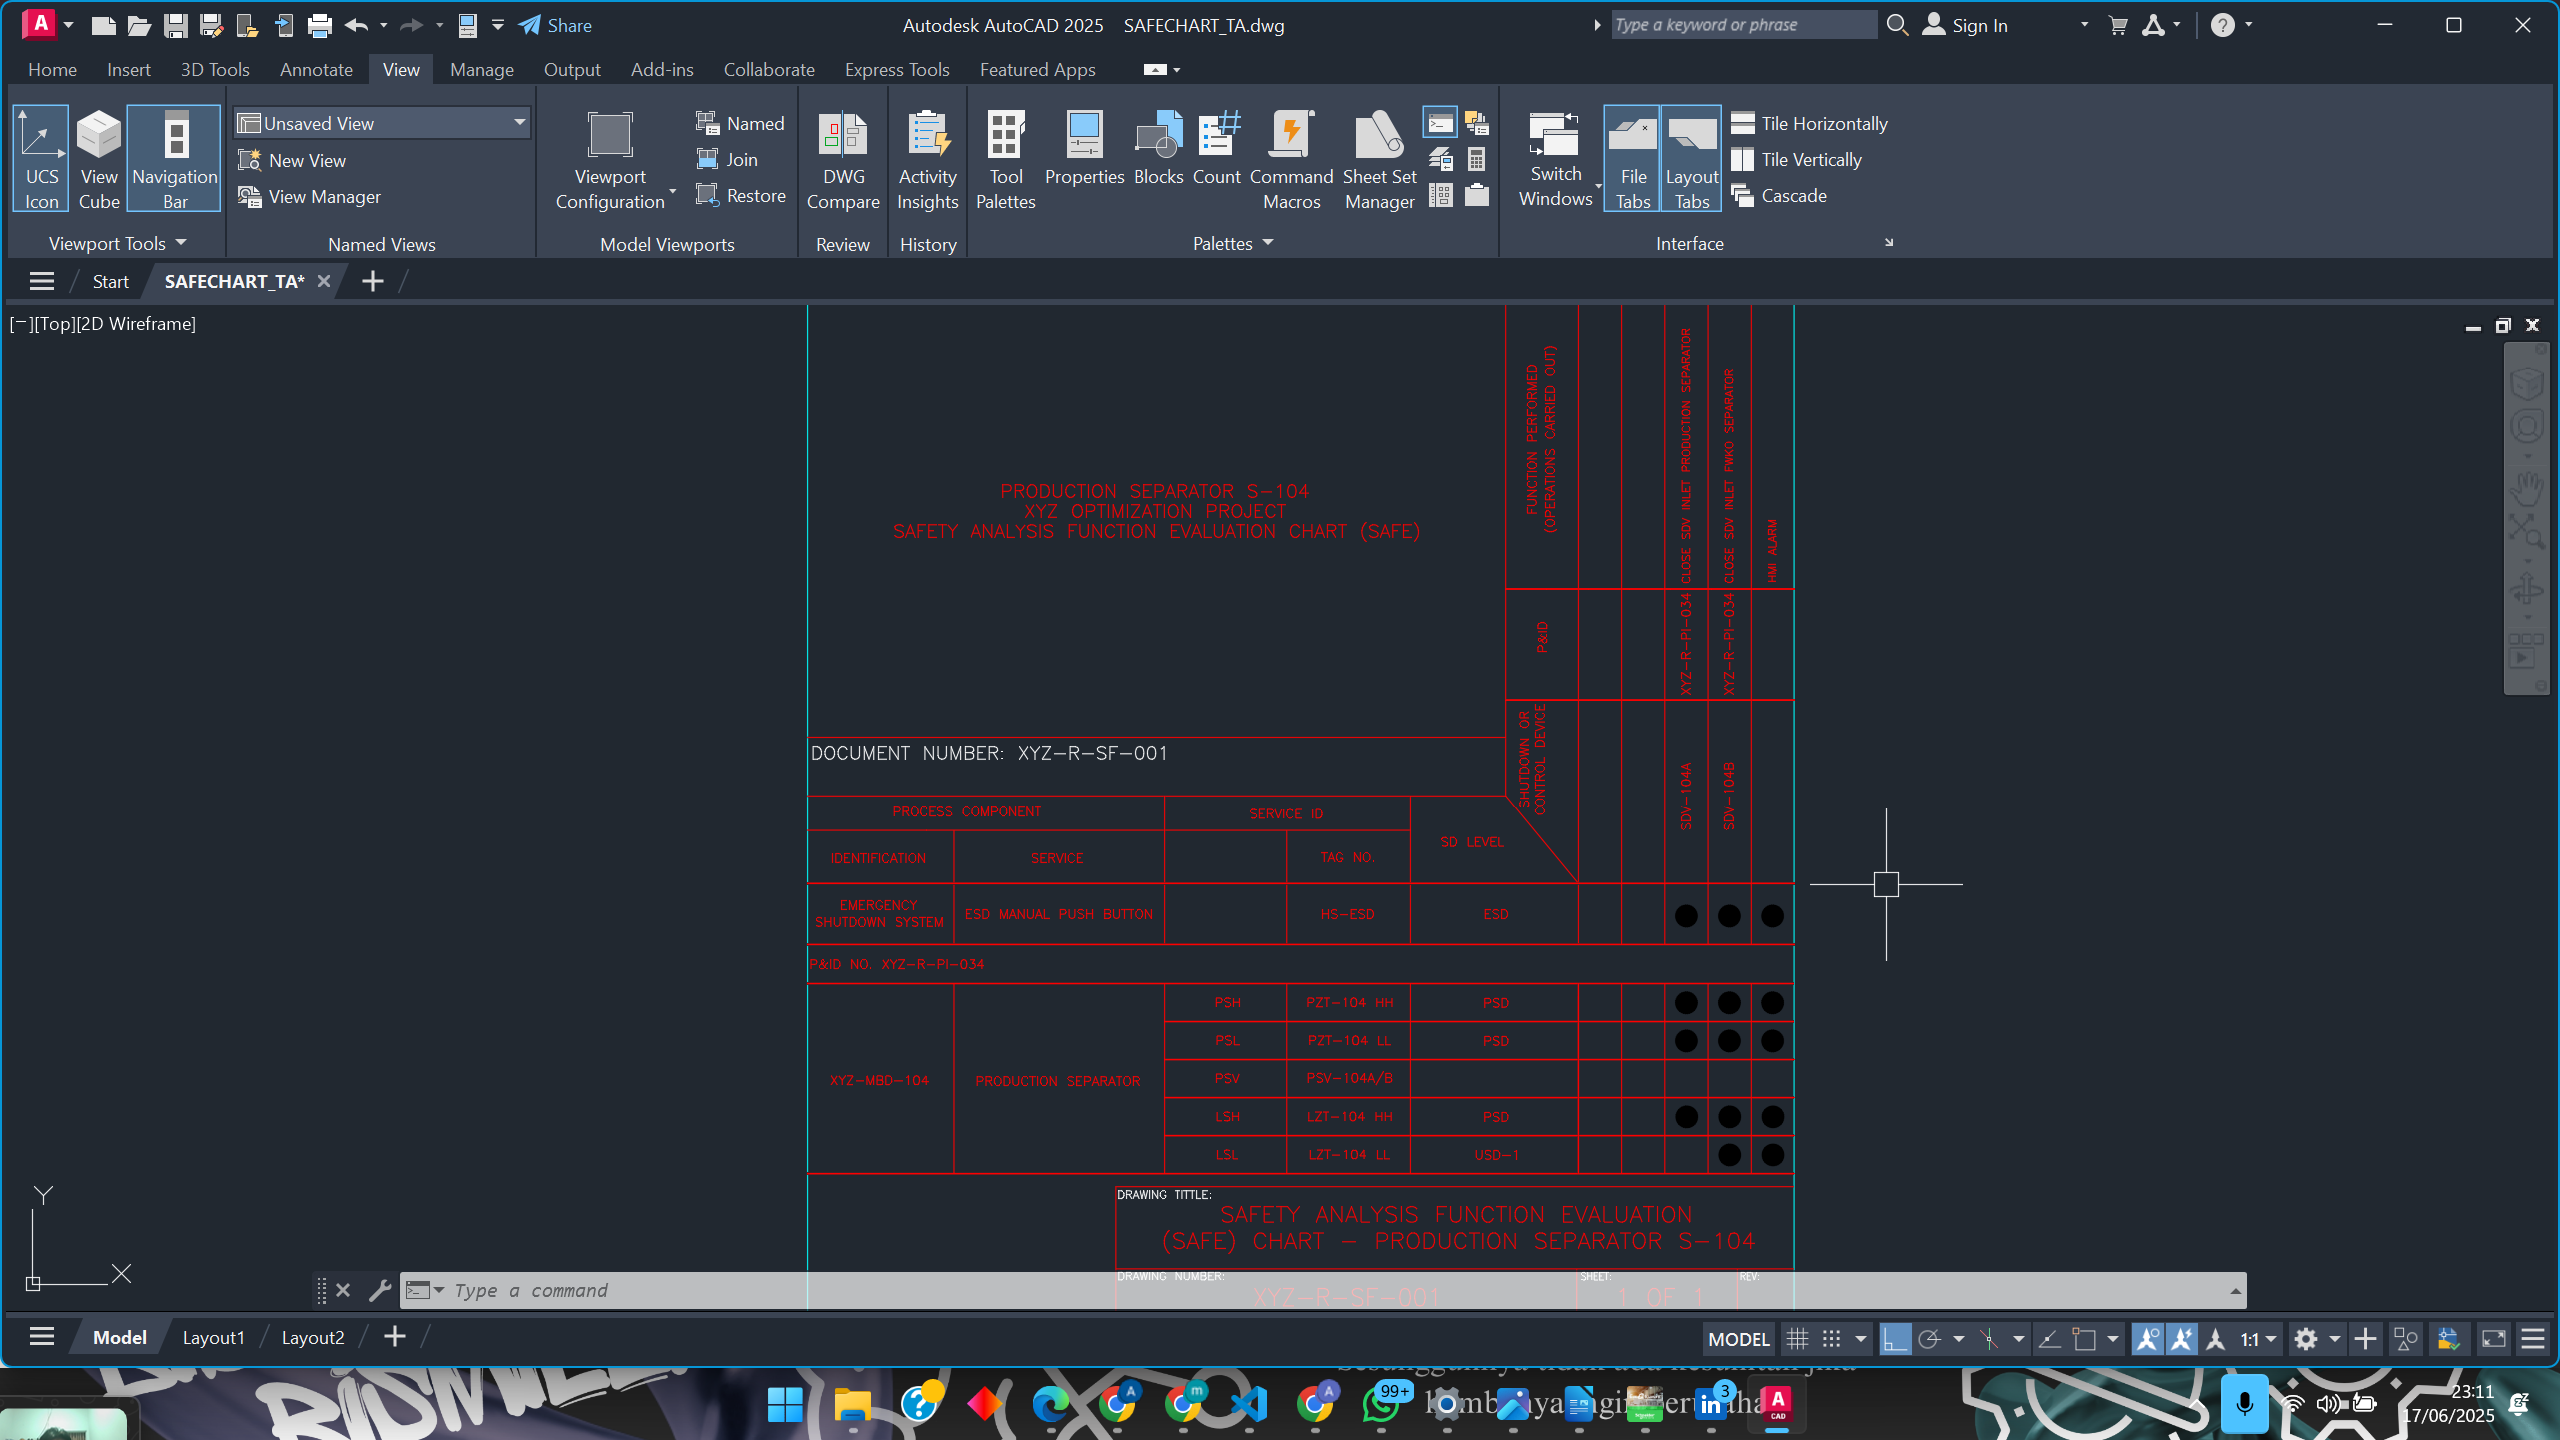 Share
Autodesk AutoCAD 2025 SAFECHART_TA.dwg
Type a keyword or phrase
Sign In
Home Insert 3D Tools Annotate View Manage Output Add-ins Collaborate Express Tools Featured Apps
UCS Icon
View Cube
Navigation Bar
Viewport Tools
Unsaved View
New View
View Manager
Named Views
Viewport Configuration
Named
Join
Restore
Model Viewports
DWG Compare
Review
Activity Insights
History
Tool Palettes
Properties
Blocks
Count
Command Macros
Sheet Set Manager
Palettes
Switch Windows
File Tabs
Layout Tabs
Tile Horizontally
Tile Vertically
Cascade
Interface
Start
SAFECHART_TA*
[−][Top][2D Wireframe]
PRODUCTION SEPARATOR S-104
XYZ OPTIMIZATION PROJECT
SAFETY ANALYSIS FUNCTION EVALUATION CHART (SAFE)
FUNCTION PERFORMED
(OPERATIONS CARRIED OUT)
CLOSE SDV INLET PRODUCTION SEPARATOR
CLOSE SDV INLET FWKO SEPARATOR
HMI ALARM
P&ID
XYZ-R-PI-034
XYZ-R-PI-034
SHUTDOWN OR
CONTROL DEVICE
SDV-104A
SDV-104B
DOCUMENT NUMBER: XYZ-R-SF-001
PROCESS COMPONENT
SERVICE ID
SD LEVEL
IDENTIFICATION
SERVICE
TAG NO.
EMERGENCY
SHUTDOWN SYSTEM
ESD MANUAL PUSH BUTTON
HS-ESD
ESD
P&ID NO. XYZ-R-PI-034
XYZ-MBD-104
PRODUCTION SEPARATOR
PSH PZT-104 HH PSD
PSL PZT-104 LL PSD
PSV PSV-104A/B
LSH LZT-104 HH PSD
LSL LZT-104 LL USD-1
DRAWING TITTLE:
SAFETY ANALYSIS FUNCTION EVALUATION
(SAFE) CHART - PRODUCTION SEPARATOR S-104
DRAWING NUMBER:
XYZ-R-SF-001
SHEET:
1 OF 1
REV:
Y
X
Type a command
Model
Layout1
Layout2
MODEL
1:1
99+
3
23:11
17/06/2025